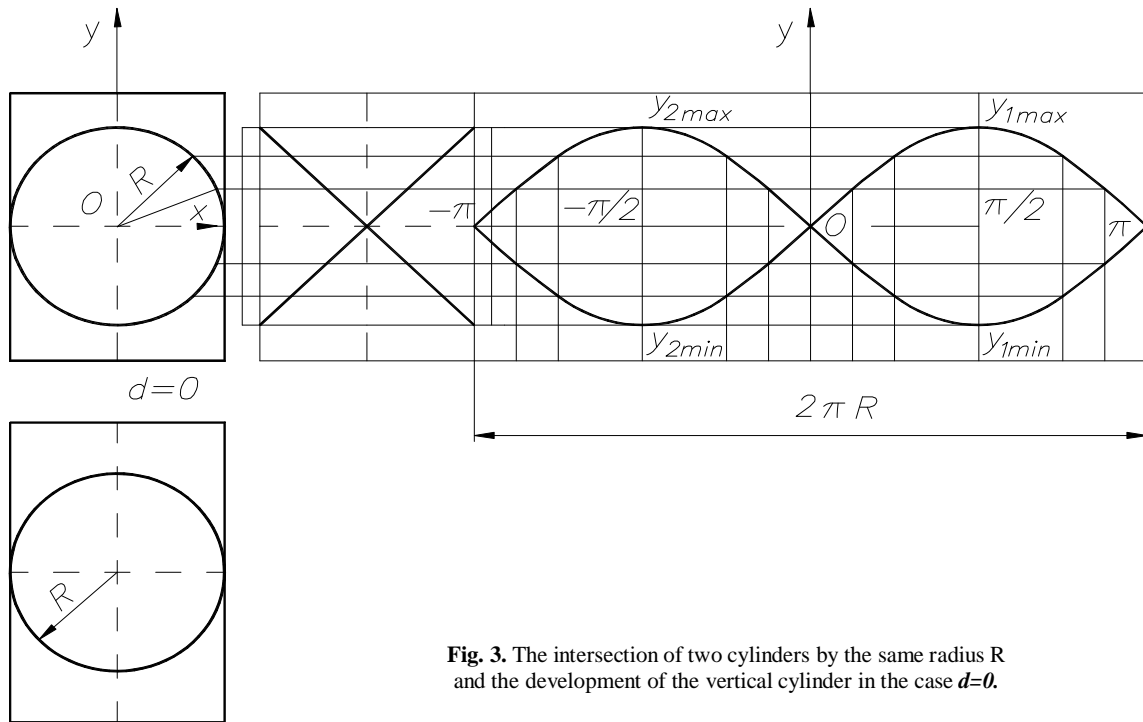 y y
y2max y1max
R
O x −π −π/2 O π/2 π
y2min y1min
d=0
2πR
R
Fig. 3. The intersection of two cylinders by the same radius R
and the development of the vertical cylinder in the case d=0.